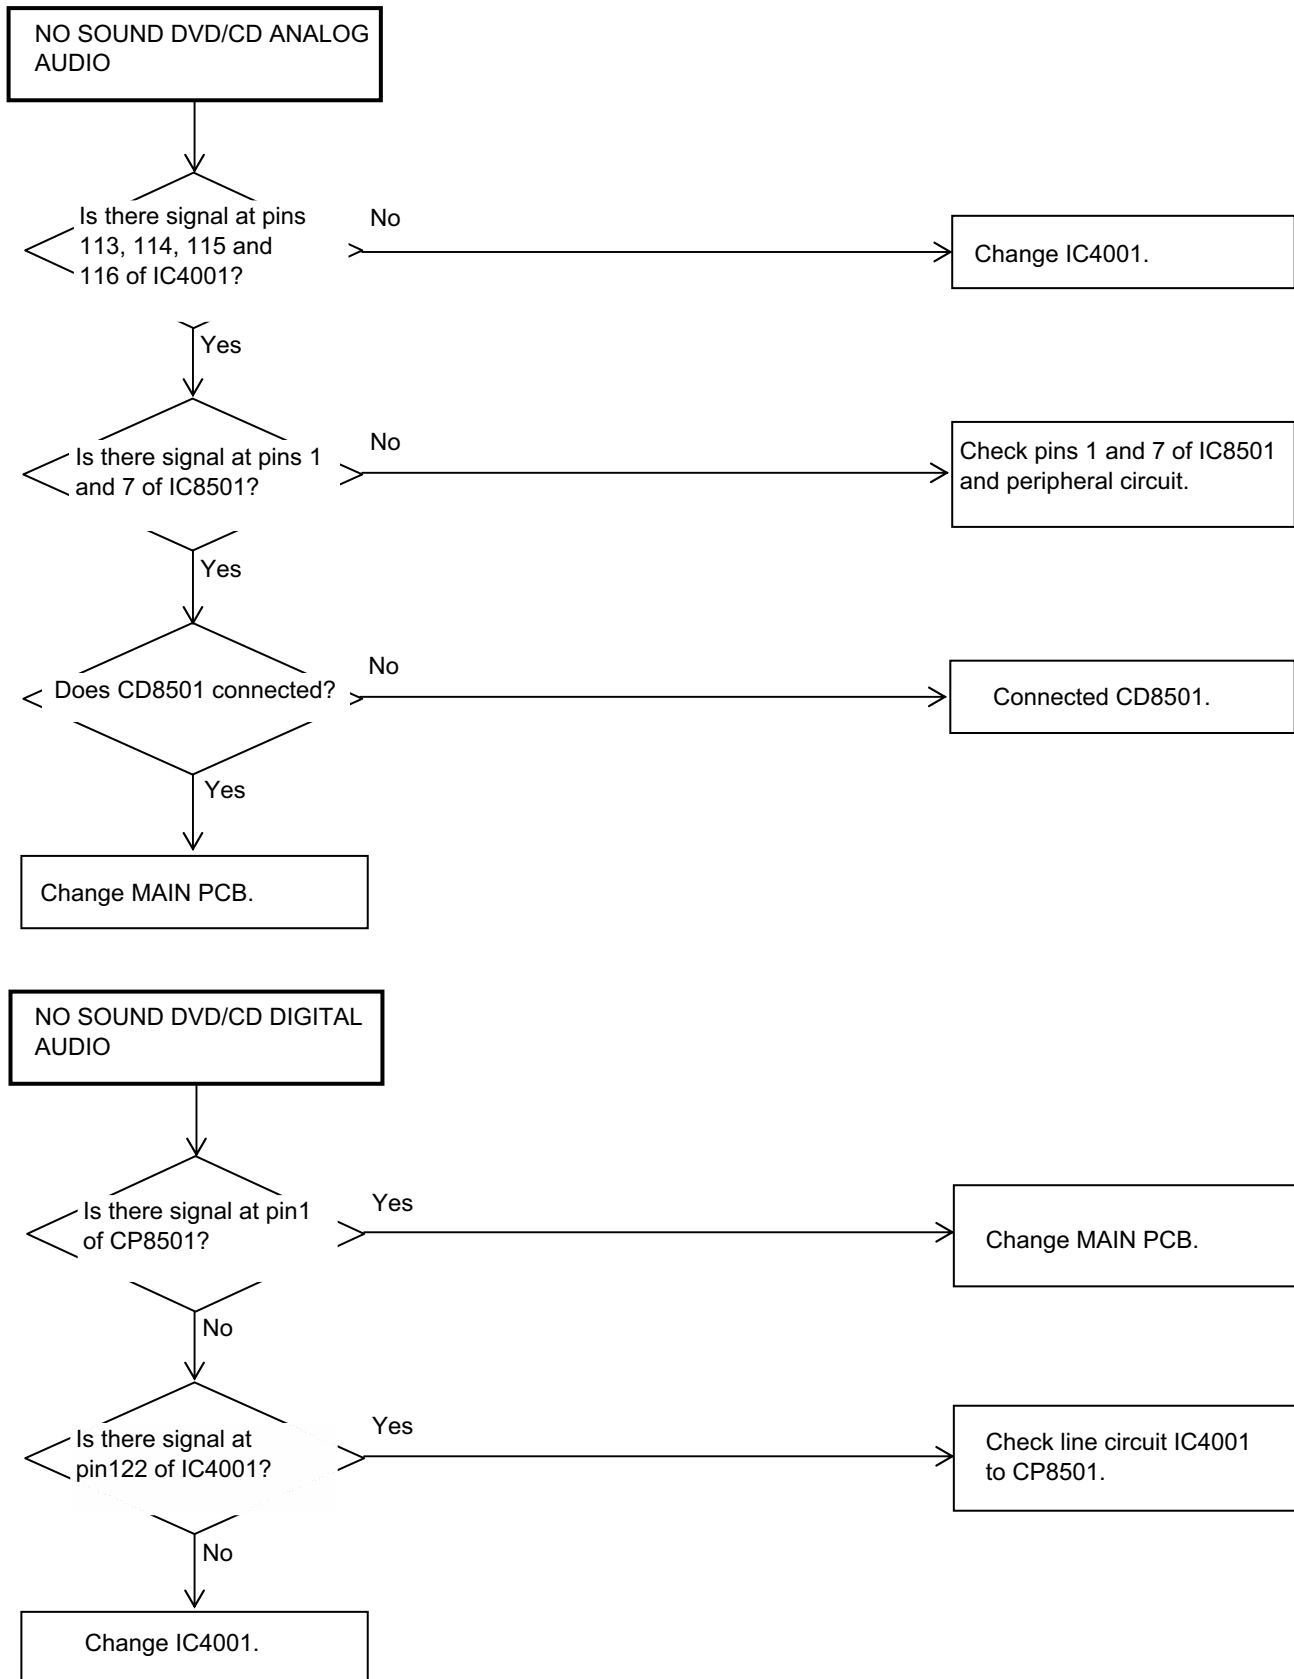 NO SOUND DVD/CD ANALOG
AUDIO
Is there signal at pins
113, 114, 115 and
116 of IC4001?
No
Change IC4001.
Yes
Is there signal at pins 1
and 7 of IC8501?
No
Check pins 1 and 7 of IC8501
and peripheral circuit.
Yes
Does CD8501 connected?
No
Connected CD8501.
Yes
Change MAIN PCB.
NO SOUND DVD/CD DIGITAL
AUDIO
Is there signal at pin1
of CP8501?
Yes
Change MAIN PCB.
No
Is there signal at
pin122 of IC4001?
Yes
Check line circuit IC4001
to CP8501.
No
Change IC4001.